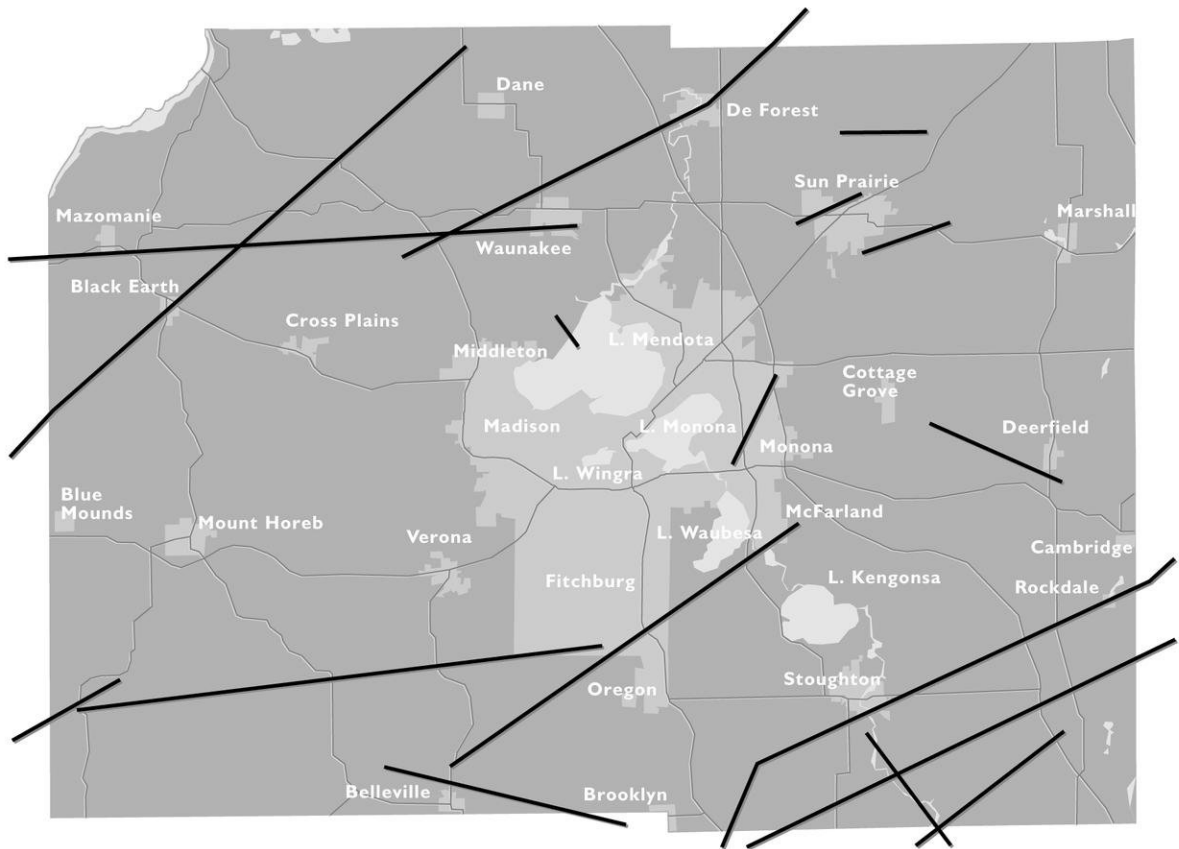 Dane
De Forest
Sun Prairie
Mazomanie
Marshall
Waunakee
Black Earth
Cross Plains
L. Mendota
Middleton
Cottage
Grove
Madison
L. Monona
Deerfield
Monona
L. Wingra
Blue
Mounds
McFarland
Mount Horeb
L. Waubesa
Verona
Cambridge
Fitchburg
L. Kengonsa
Rockdale
Stoughton
Oregon
Belleville
Brooklyn